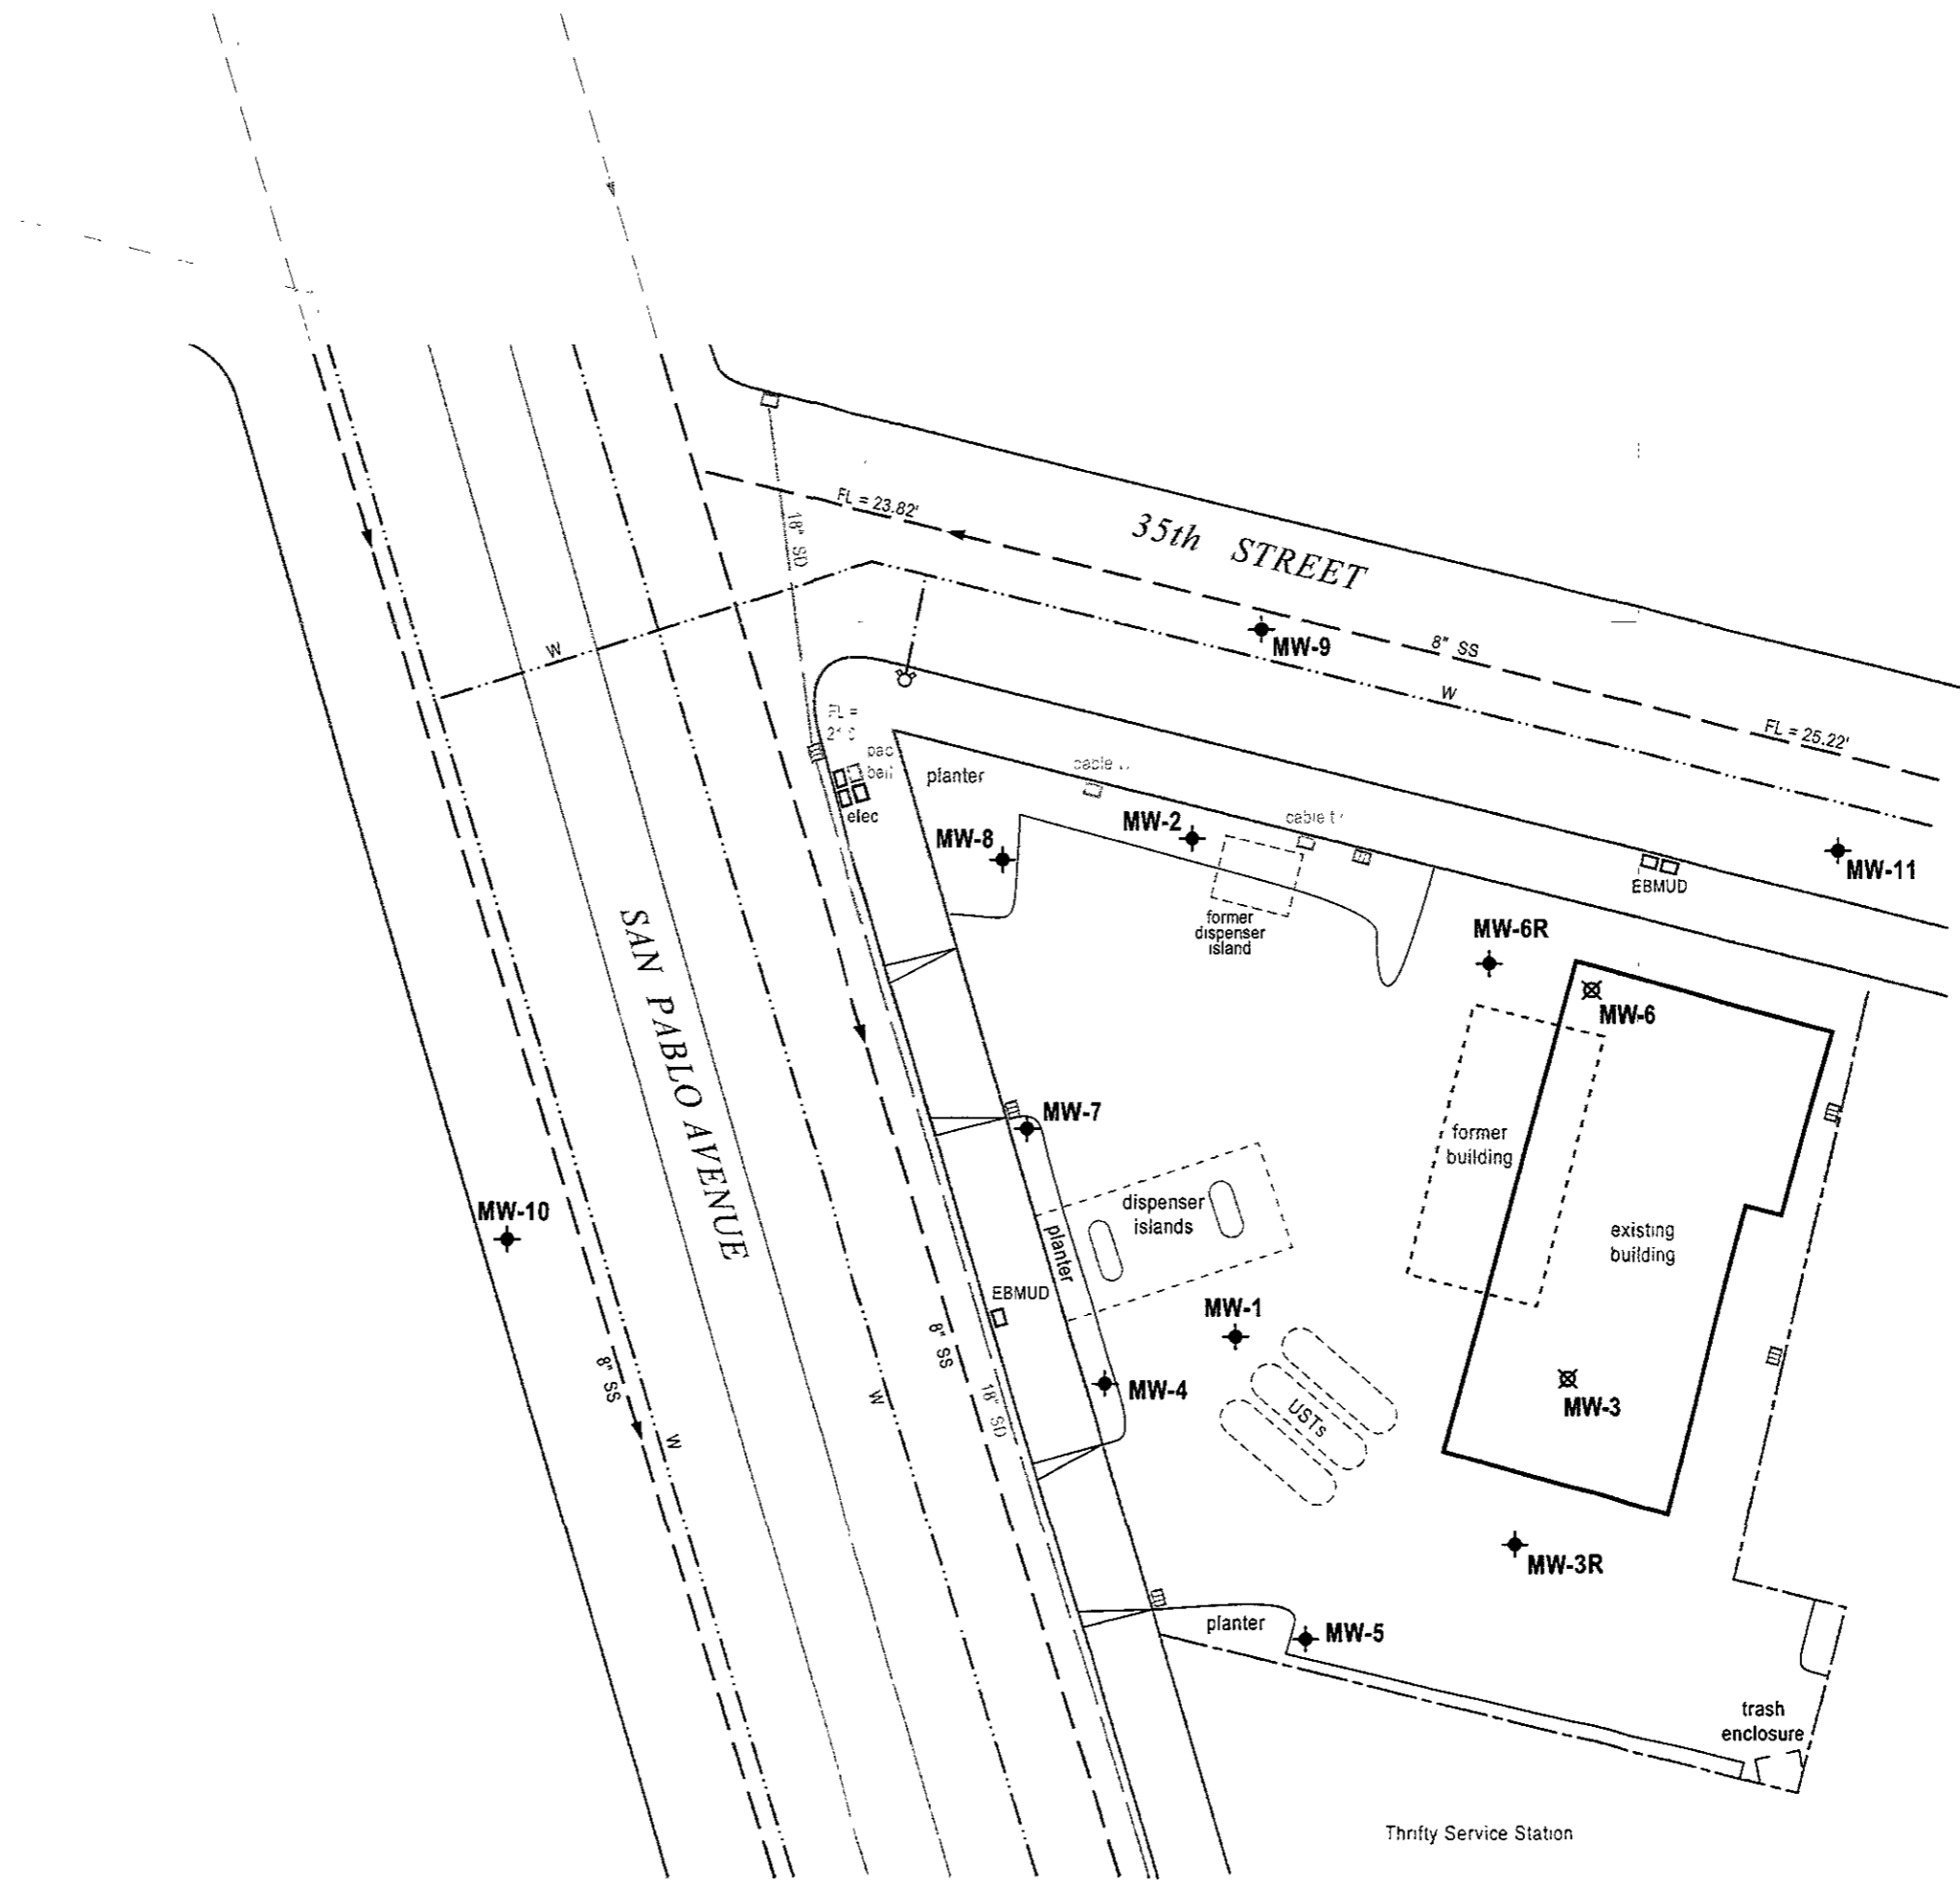 FL = 23.82'
35th STREET
18" SD
MW-9
8" SS
W
W
FL = 25.22'
FL =
pac
bell
elec
planter
MW-8
MW-2
MW-11
EBMUD
former
dispenser
island
MW-6R
MW-6
SAN PABLO AVENUE
MW-7
former
building
existing
building
dispenser
islands
planter
MW-10
EBMUD
MW-1
8" SS
8" SS
18" SD
W
W
MW-4
USTs
MW-3
MW-3R
planter
MW-5
trash
enclosure
Thrifty Service Station